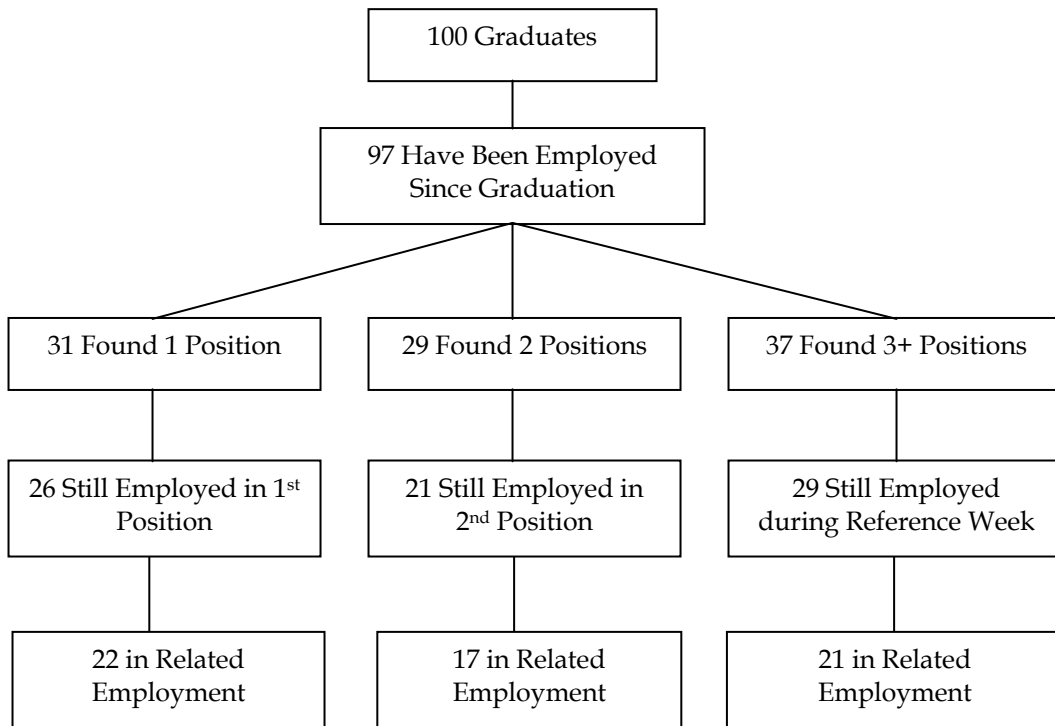 100 Graduates
97 Have Been Employed
Since Graduation
31 Found 1 Position
29 Found 2 Positions
37 Found 3+ Positions
26 Still Employed in 1st
Position
21 Still Employed in
2nd Position
29 Still Employed
during Reference Week
22 in Related
Employment
17 in Related
Employment
21 in Related
Employment